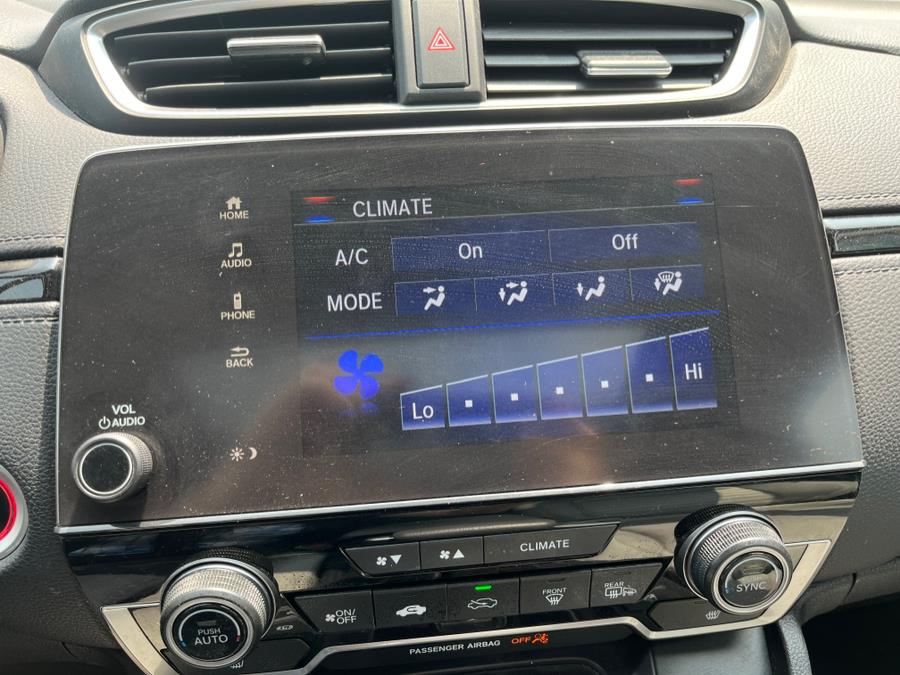 CLIMATE
HOME
A/C On Off
AUDIO
MODE
PHONE
BACK
Lo Hi
VOL
AUDIO
CLIMATE
SYNC
FRONT
REAR
ON/
OFF
PUSH
AUTO
PASSENGER AIRBAG OFF